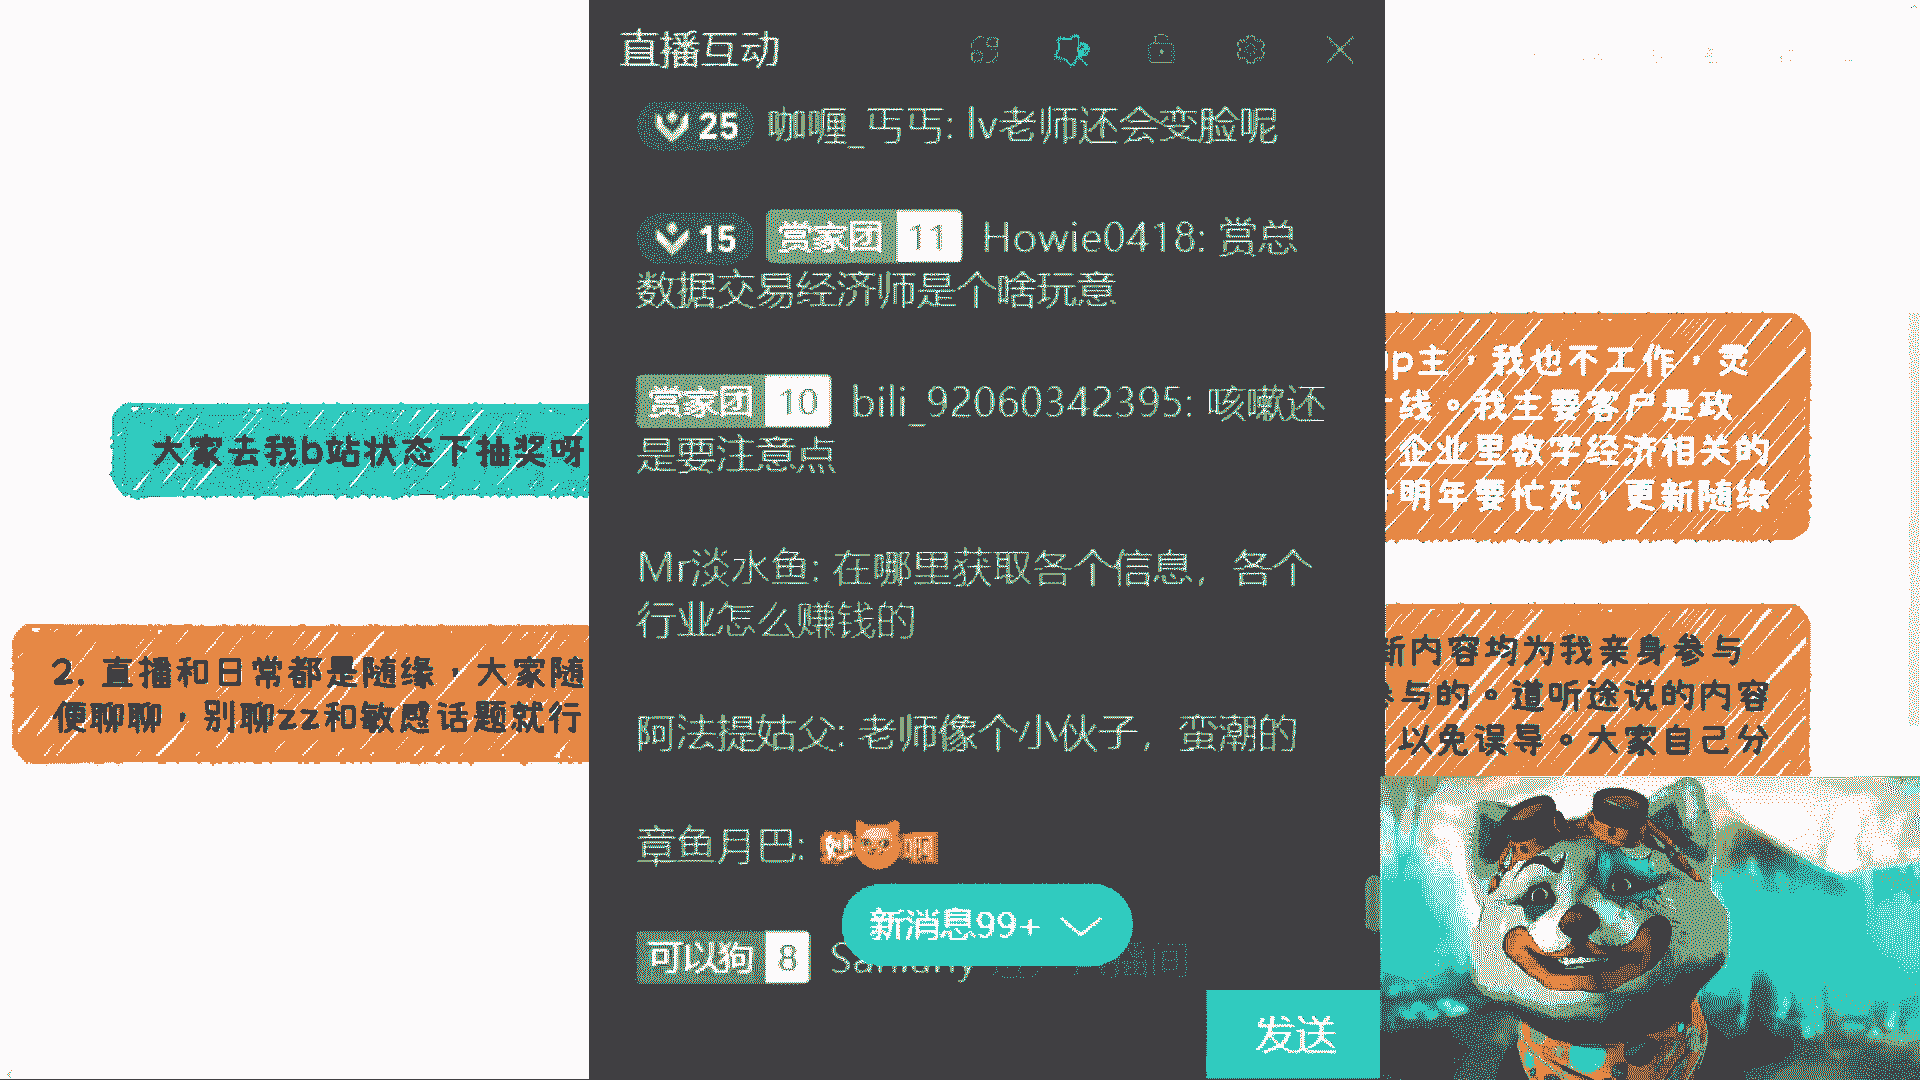 直播互动
25 咖喱_丐丐: lv老师还会变脸呢
15 赏家团 11 Howie0418: 赏总
数据交易经济师是个啥玩意
赏家团 10 bili_92060342395: 咳嗽还
是要注意点
Mr淡水鱼: 在哪里获取各个信息，各个
行业怎么赚钱的
阿法提姑父: 老师像个小伙子，蛮潮的
章鱼月巴:
新消息99+
可以狗 8
发送
大家去我b站状态下抽奖呀
2. 直播和日常都是随缘，大家随
便聊聊，别聊zz和敏感话题就行
up主，我也不工作，灵
线。我主要客户是政
企业里数字经济相关的
明年要忙死，更新随缘
新内容均为我亲身参与
参与的。道听途说的内容
以免误导。大家自己分